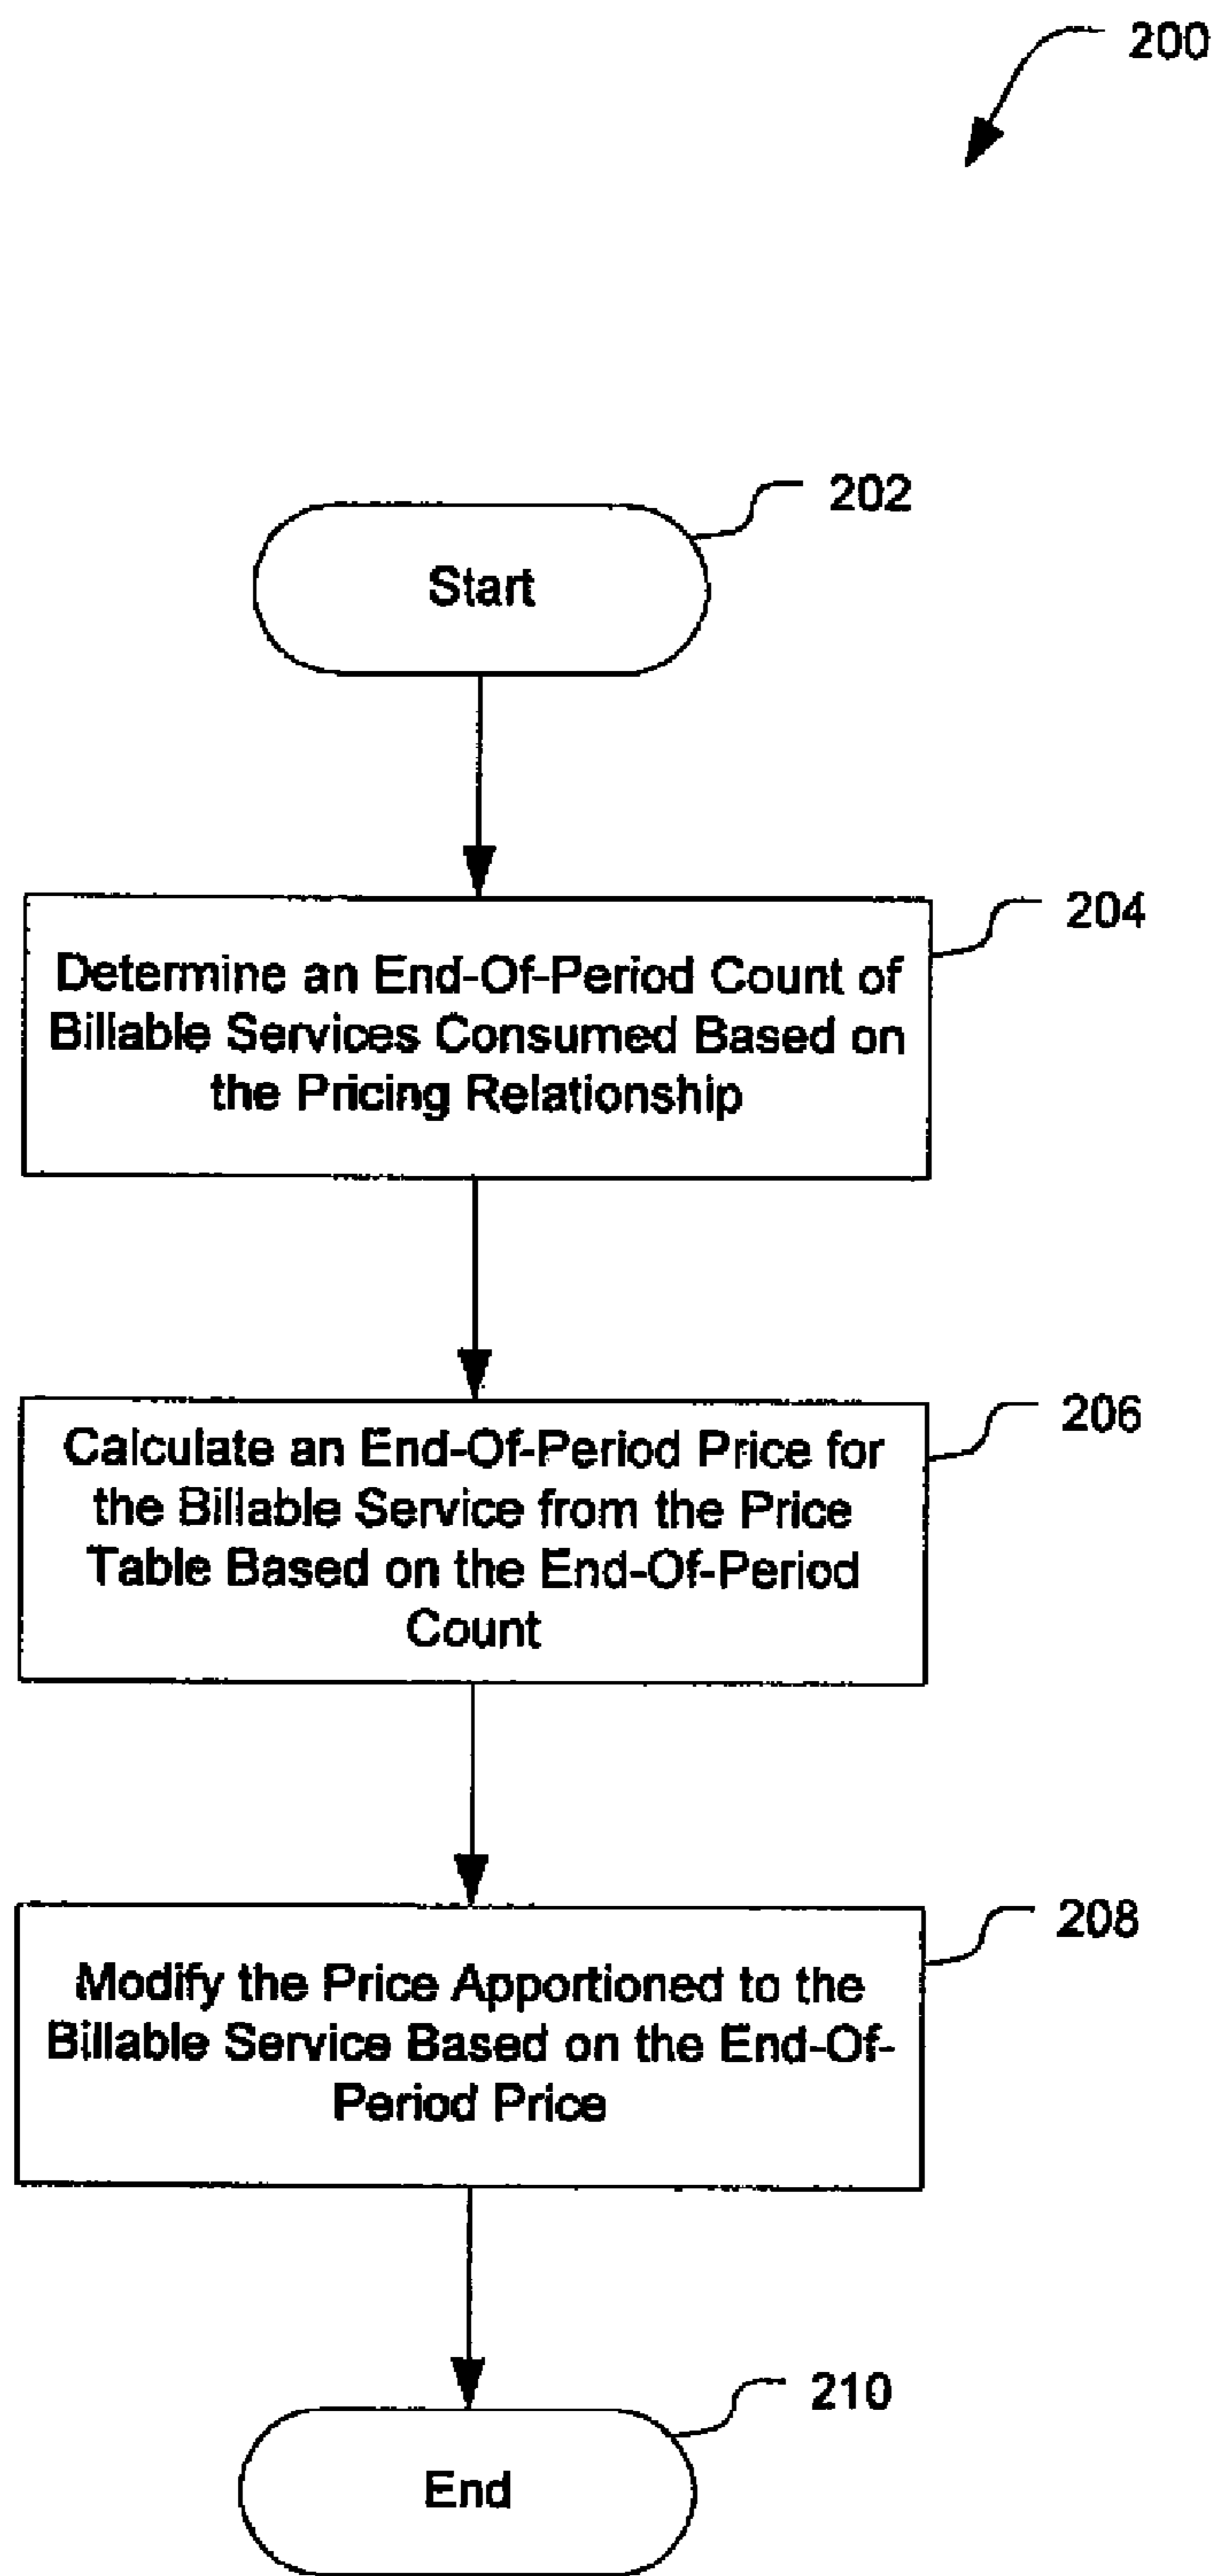 200
202
Start
204
Determine an End-Of-Period Count of
Billable Services Consumed Based on
the Pricing Relationship
206
Calculate an End-Of-Period Price for
the Billable Service from the Price
Table Based on the End-Of-Period
Count
208
Modify the Price Apportioned to the
Billable Service Based on the End-Of-
Period Price
210
End